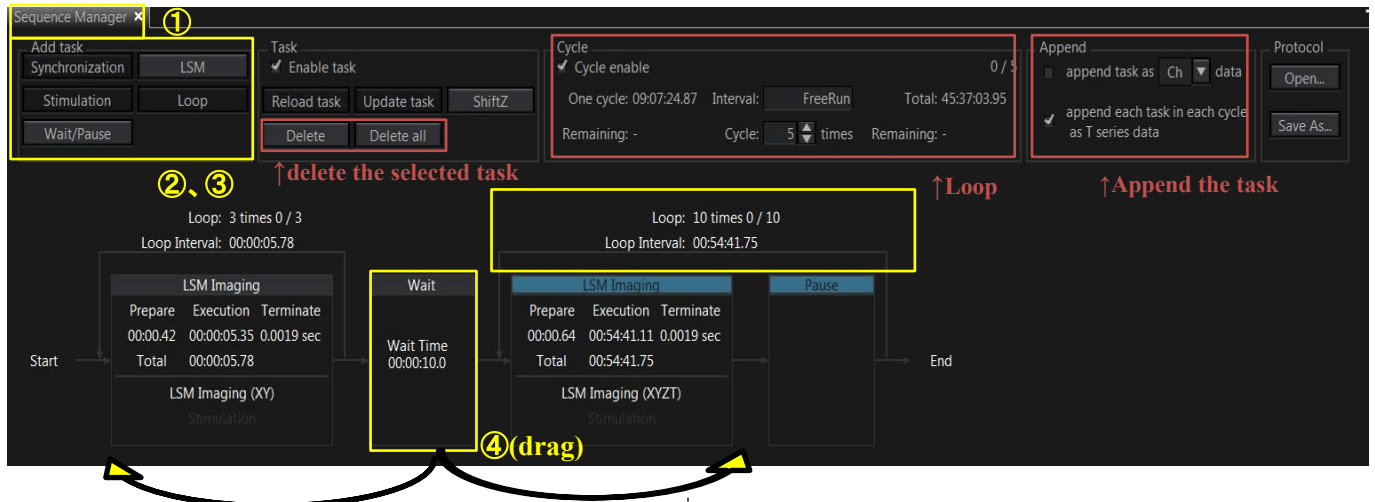 Sequence Manager × ①
Add task
Synchronization LSM
Stimulation Loop
Wait/Pause
②、③
Task
✓ Enable task
Reload task Update task ShiftZ
Delete Delete all
↑delete the selected task
Cycle
✓ Cycle enable 0 / 5
One cycle: 09:07:24.87 Interval: FreeRun Total: 45:37:03.95
Remaining: - Cycle: 5 times Remaining: -
↑Loop
Append
append task as Ch ▼ data
✓ append each task in each cycle
as T series data
↑Append the task
Protocol
Open...
Save As...
Loop: 3 times 0 / 3
Loop Interval: 00:00:05.78
Loop: 10 times 0 / 10
Loop Interval: 00:54:41.75
Start
LSM Imaging
Prepare Execution Terminate
00:00.42 00:00:05.35 0.0019 sec
Total 00:00:05.78
LSM Imaging (XY)
Stimulation
Wait
Wait Time
00:00:10.0
④(drag)
LSM Imaging
Prepare Execution Terminate
00:00.64 00:54:41.11 0.0019 sec
Total 00:54:41.75
LSM Imaging (XYZT)
Stimulation
Pause
End